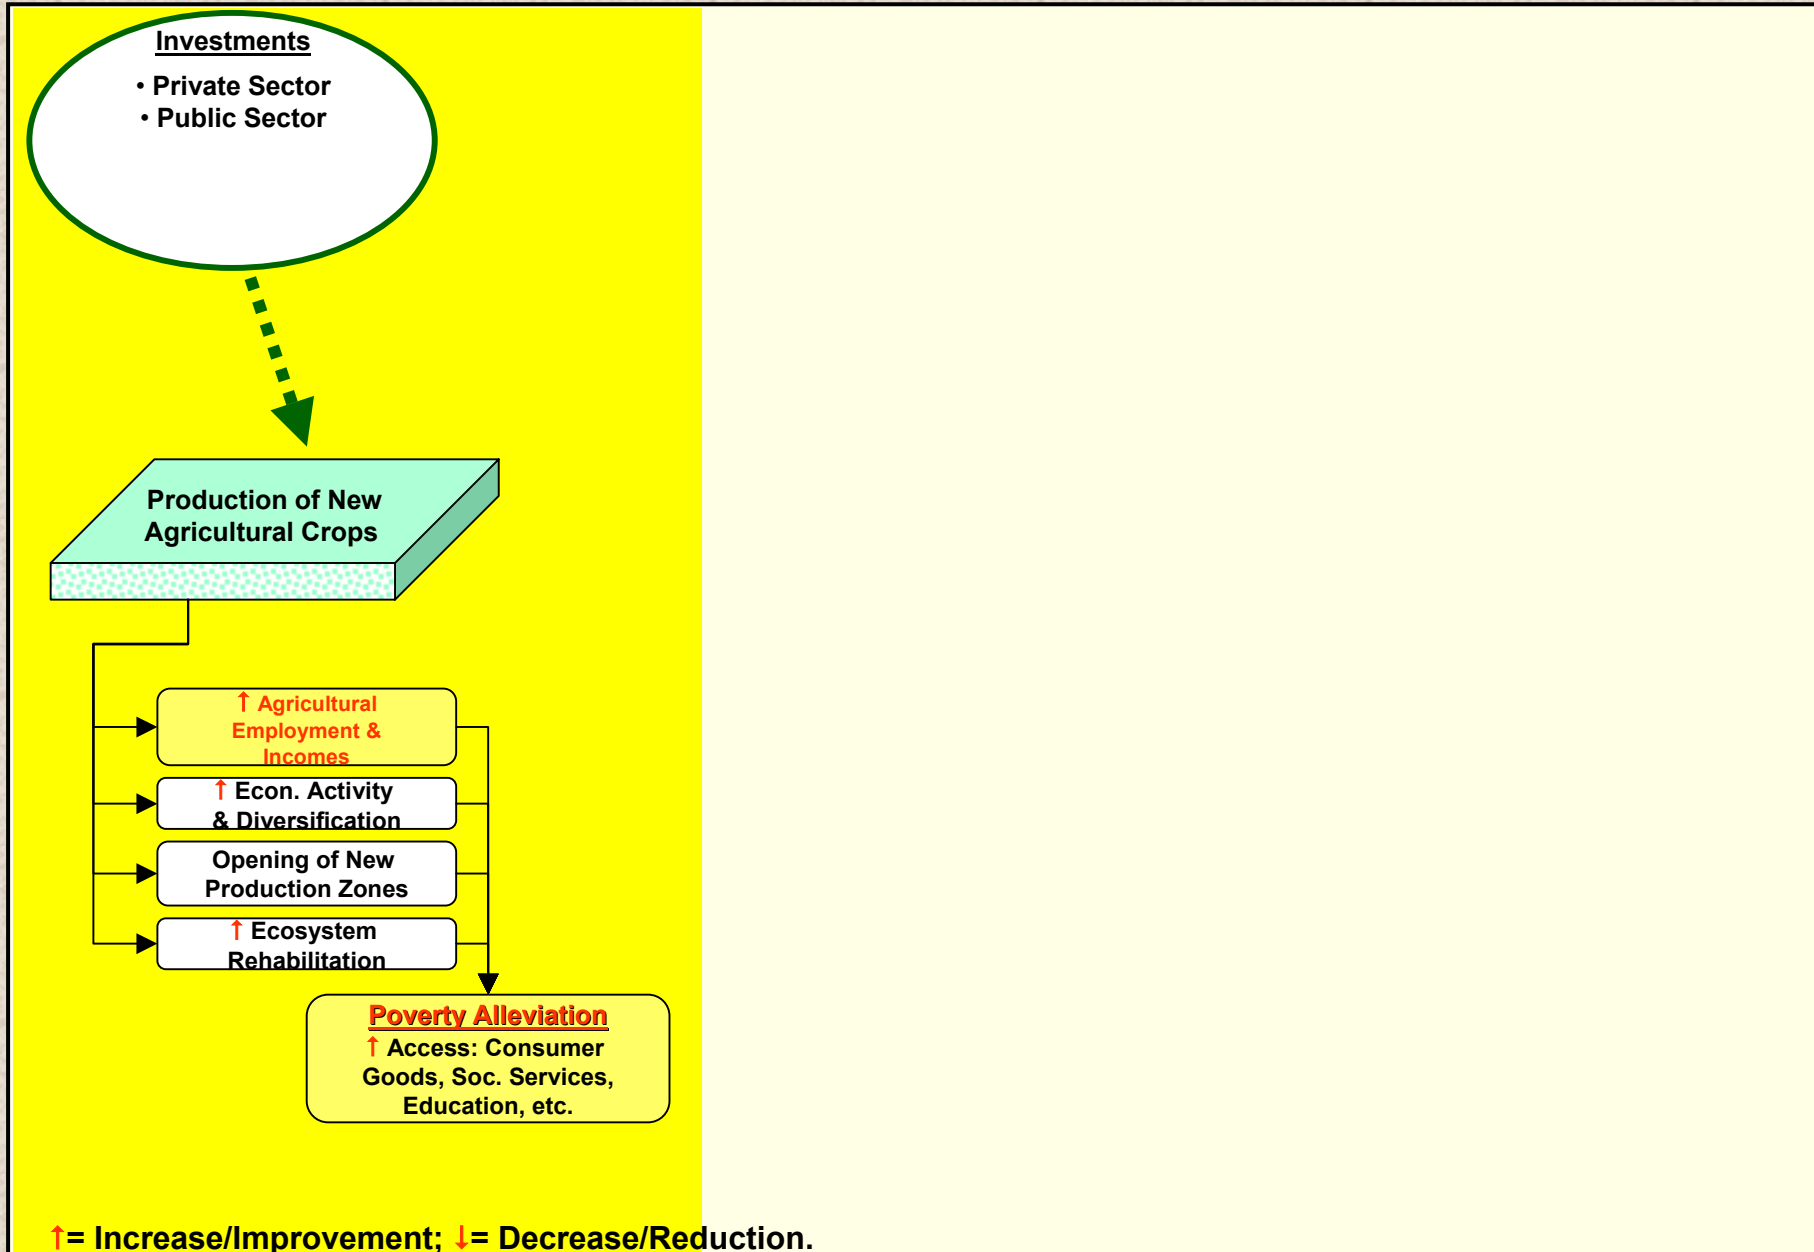 Investments
• Private Sector
• Public Sector
Production of New
Agricultural Crops
↑ Agricultural
Employment &
Incomes
↑ Econ. Activity
& Diversification
Opening of New
Production Zones
↑ Ecosystem
Rehabilitation
Poverty Alleviation
↑ Access: Consumer
Goods, Soc. Services,
Education, etc.
↑= Increase/Improvement; ↓= Decrease/Reduction.